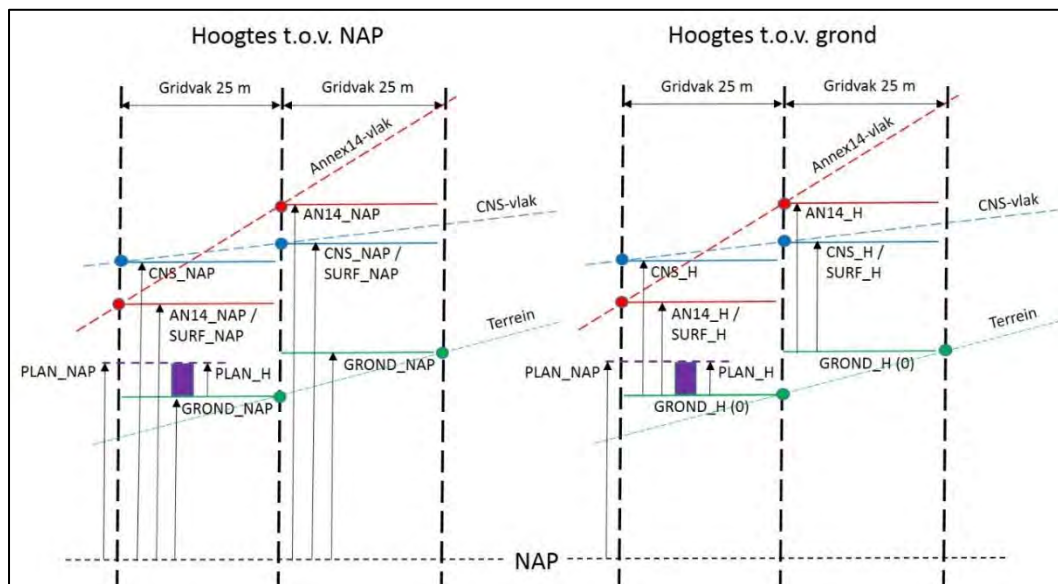 Hoogtes t.o.v. NAP
Gridvak 25 m
Gridvak 25 m
Annex14-vlak
CNS-vlak
AN14_NAP
CNS_NAP /
SURF_NAP
CNS_NAP
AN14_NAP /
SURF_NAP
Terrein
PLAN_NAP
PLAN_H
GROND_NAP
GROND_NAP
Hoogtes t.o.v. grond
Gridvak 25 m
Gridvak 25 m
Annex14-vlak
CNS-vlak
AN14_H
CNS_H /
SURF_H
CNS_H
AN14_H /
SURF_H
Terrein
PLAN_NAP
PLAN_H
GROND_H (0)
GROND_H (0)
NAP